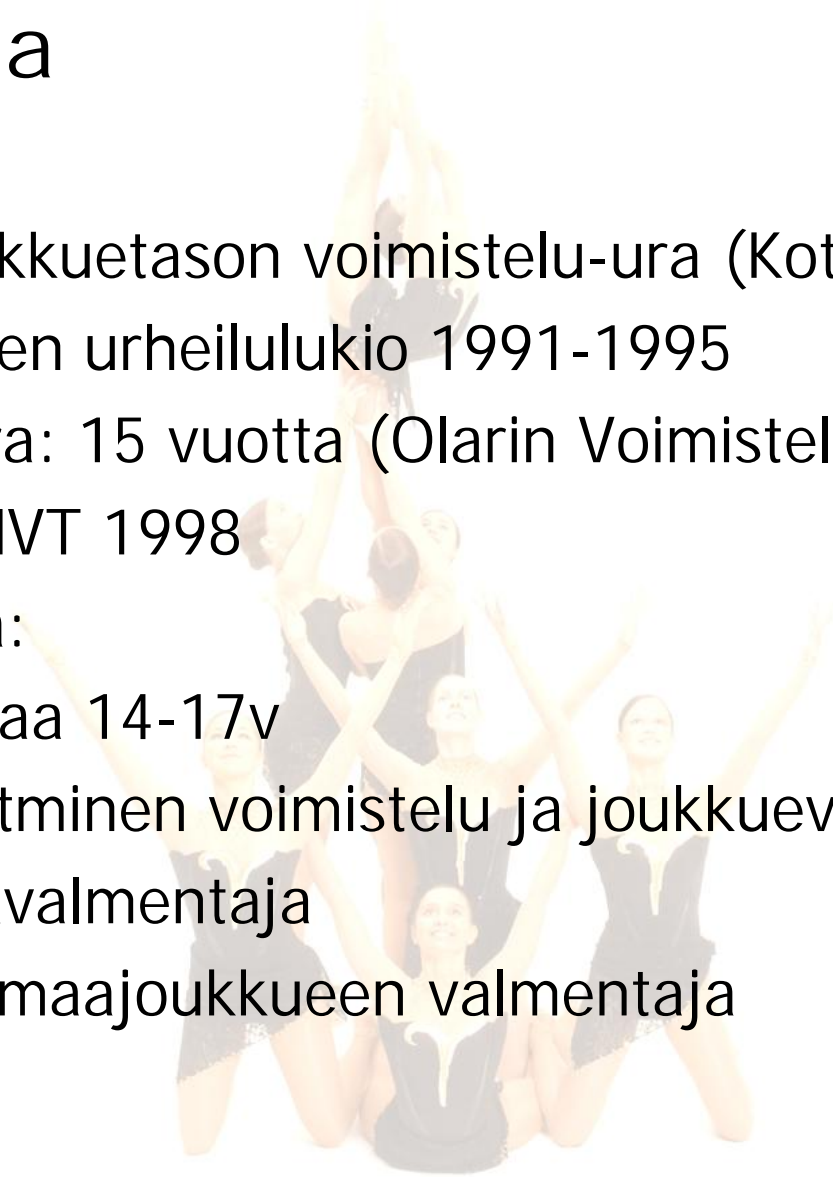 a
kkuetason voimistelu-ura (Kot
en urheilulukio 1991-1995
a: 15 vuotta (Olarin Voimistel
VT 1998
:
aa 14-17v
tminen voimistelu ja joukkuev
valmentaja
maajoukkueen valmentaja